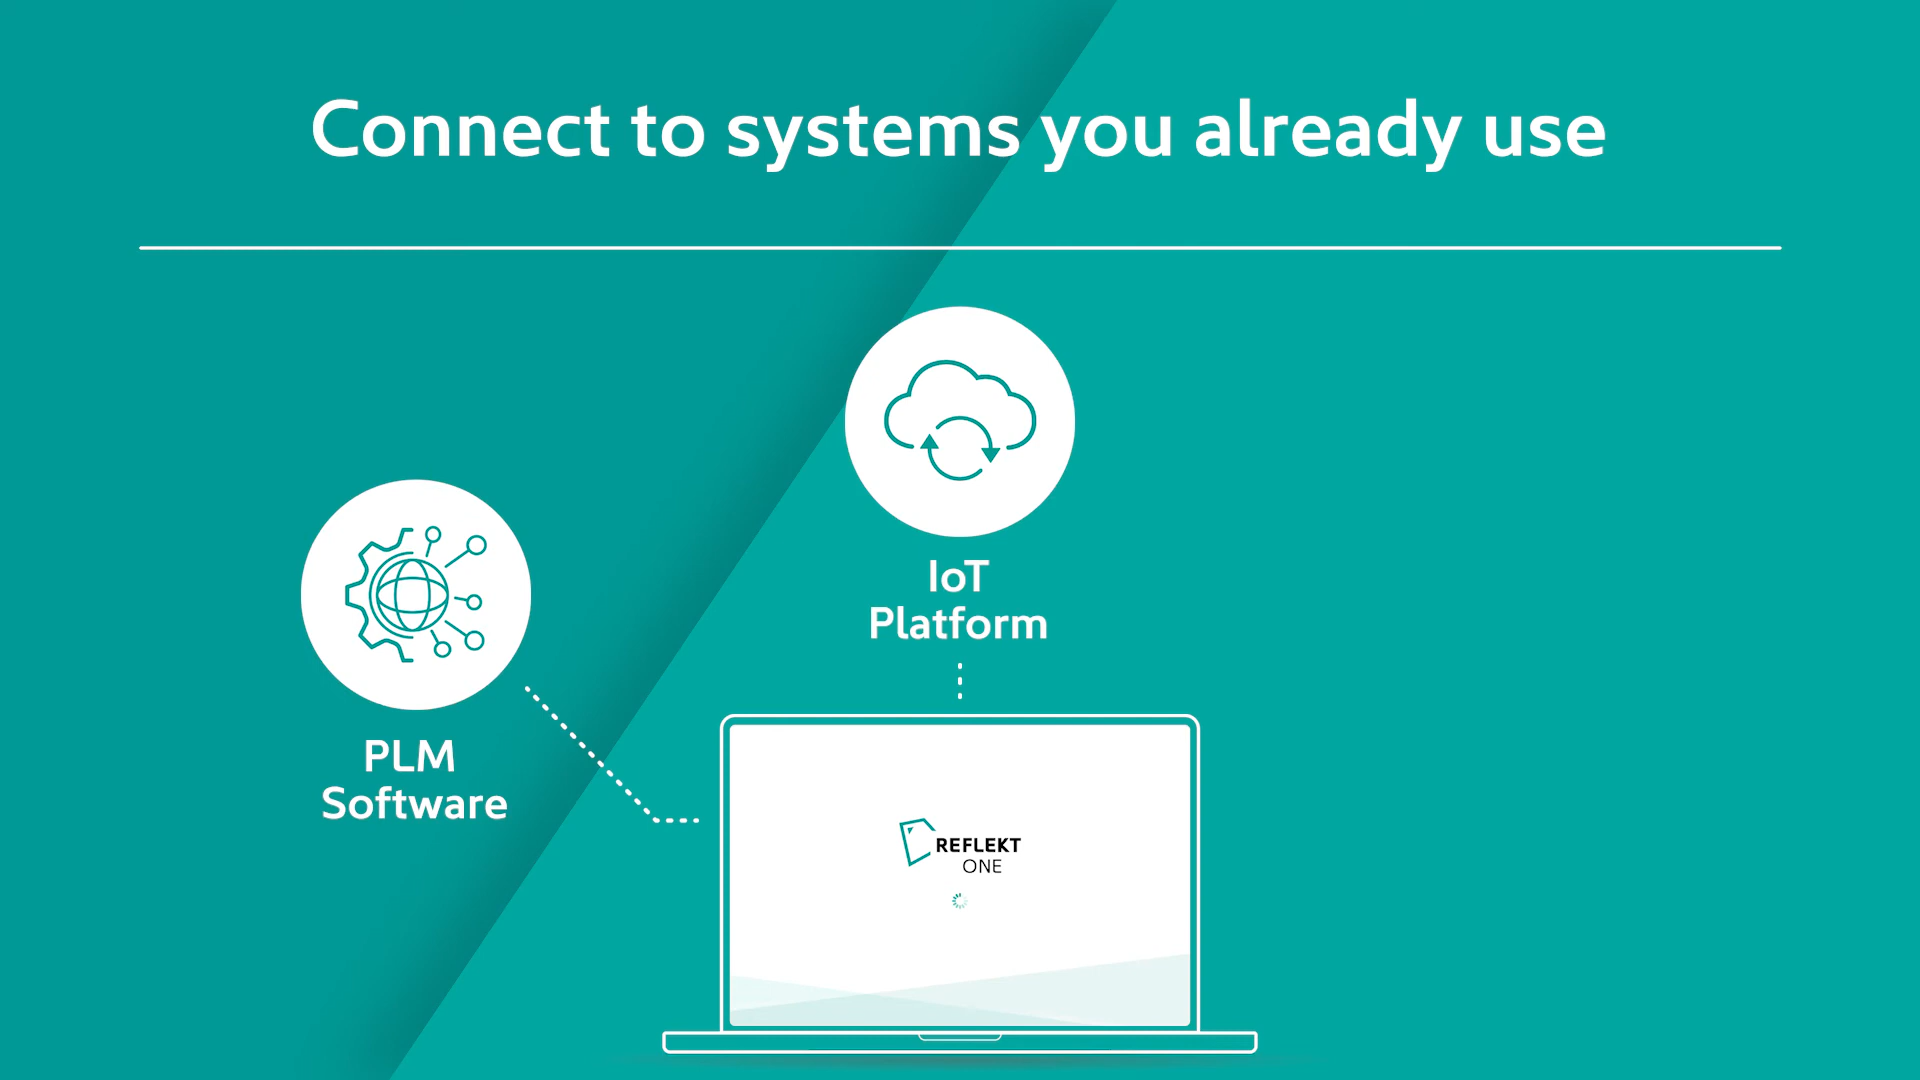 Connect to systems you already use
IoT
Platform
PLM
Software
REFLEKT
ONE